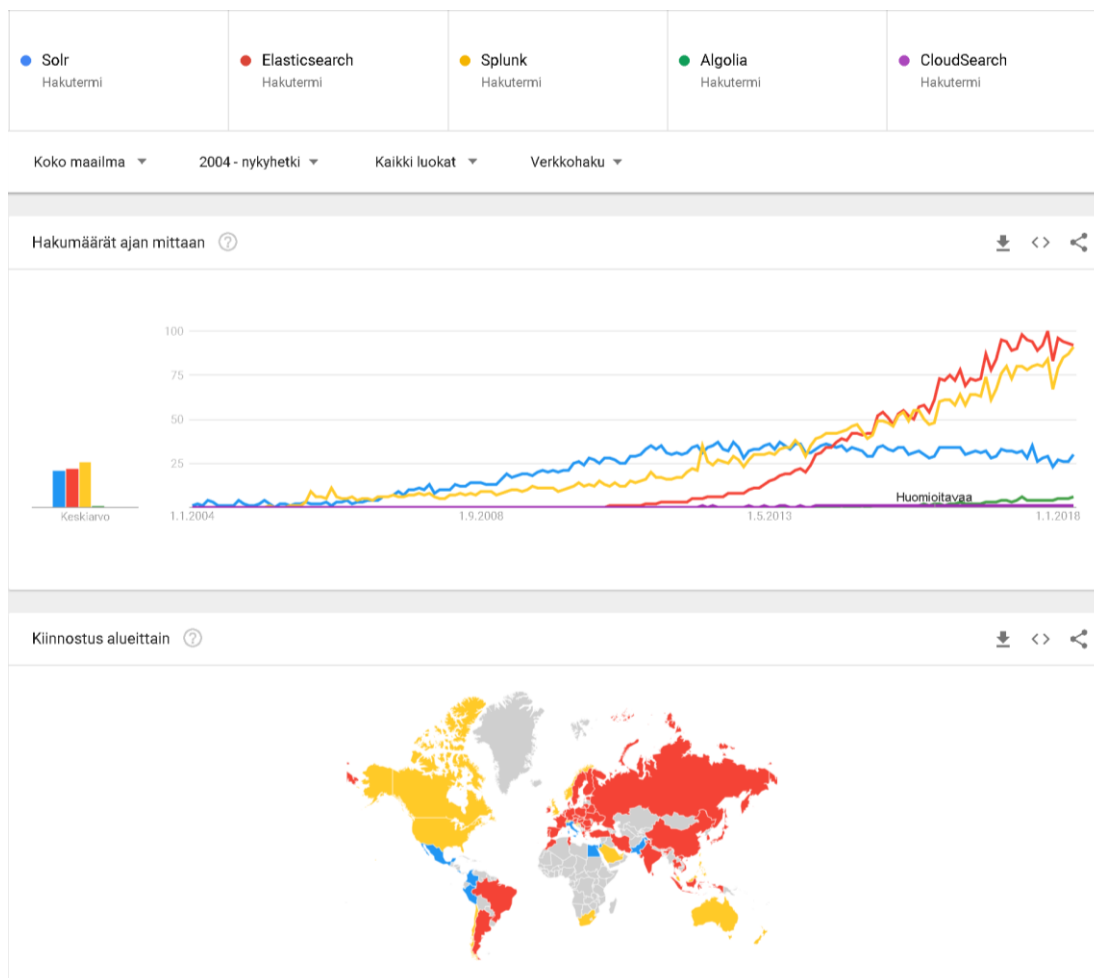 Solr
Hakutermi
Elasticsearch
Hakutermi
Splunk
Hakutermi
Algolia
Hakutermi
CloudSearch
Hakutermi
Koko maailma
2004 - nykyhetki
Kaikki luokat
Verkkohaku
Hakumäärät ajan mittaan ?
<>
100
75
50
25
Huomioitavaa
Keskiarvo
1.1.2004
1.9.2008
1.5.2013
1.1.2018
Kiinnostus alueittain ?
<>